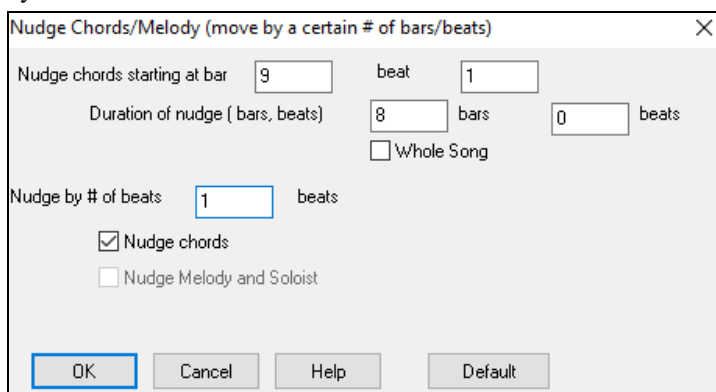 Nudge Chords/Melody (move by a certain # of bars/beats)
Nudge chords starting at bar 9 beat 1
Duration of nudge ( bars, beats) 8 bars 0 beats
Whole Song
Nudge by # of beats 1 beats
Nudge chords
Nudge Melody and Soloist
OK Cancel Help Default